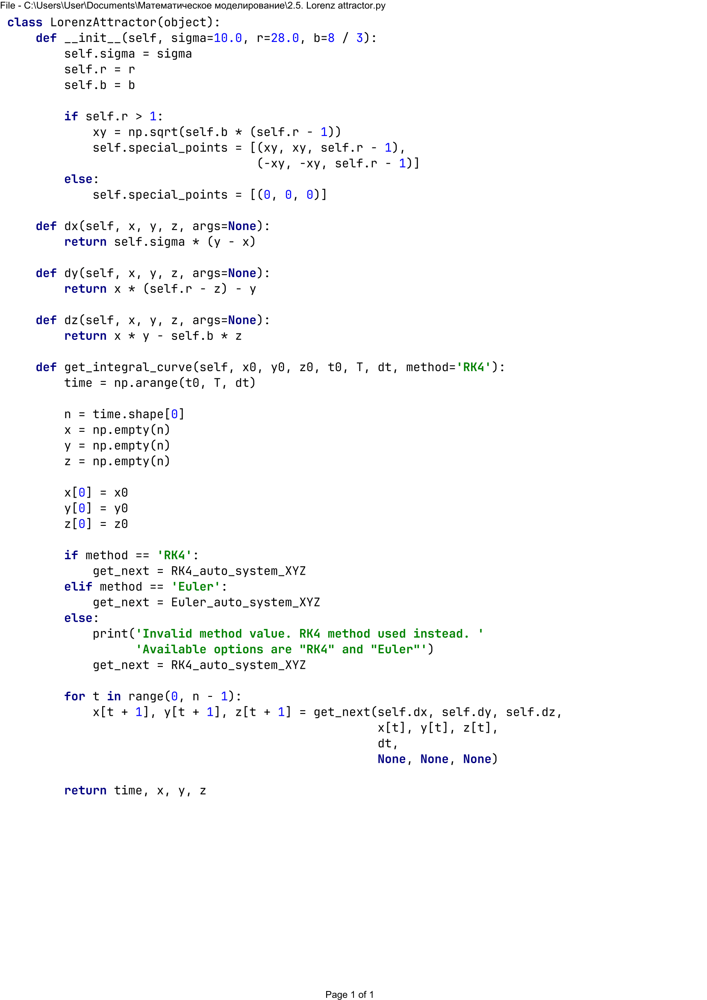 File - C:\Users\User\Documents\Математическое моделирование\2.5. Lorenz attractor.py
class LorenzAttractor(object):
    def __init__(self, sigma=10.0, r=28.0, b=8 / 3):
        self.sigma = sigma
        self.r = r
        self.b = b

        if self.r > 1:
            xy = np.sqrt(self.b * (self.r - 1))
            self.special_points = [(xy, xy, self.r - 1),
                                   (-xy, -xy, self.r - 1)]
        else:
            self.special_points = [(0, 0, 0)]

    def dx(self, x, y, z, args=None):
        return self.sigma * (y - x)

    def dy(self, x, y, z, args=None):
        return x * (self.r - z) - y

    def dz(self, x, y, z, args=None):
        return x * y - self.b * z

    def get_integral_curve(self, x0, y0, z0, t0, T, dt, method='RK4'):
        time = np.arange(t0, T, dt)

        n = time.shape[0]
        x = np.empty(n)
        y = np.empty(n)
        z = np.empty(n)

        x[0] = x0
        y[0] = y0
        z[0] = z0

        if method == 'RK4':
            get_next = RK4_auto_system_XYZ
        elif method == 'Euler':
            get_next = Euler_auto_system_XYZ
        else:
            print('Invalid method value. RK4 method used instead. '
                  'Available options are "RK4" and "Euler"')
            get_next = RK4_auto_system_XYZ

        for t in range(0, n - 1):
            x[t + 1], y[t + 1], z[t + 1] = get_next(self.dx, self.dy, self.dz,
                                                    x[t], y[t], z[t],
                                                    dt,
                                                    None, None, None)

        return time, x, y, z
Page 1 of 1